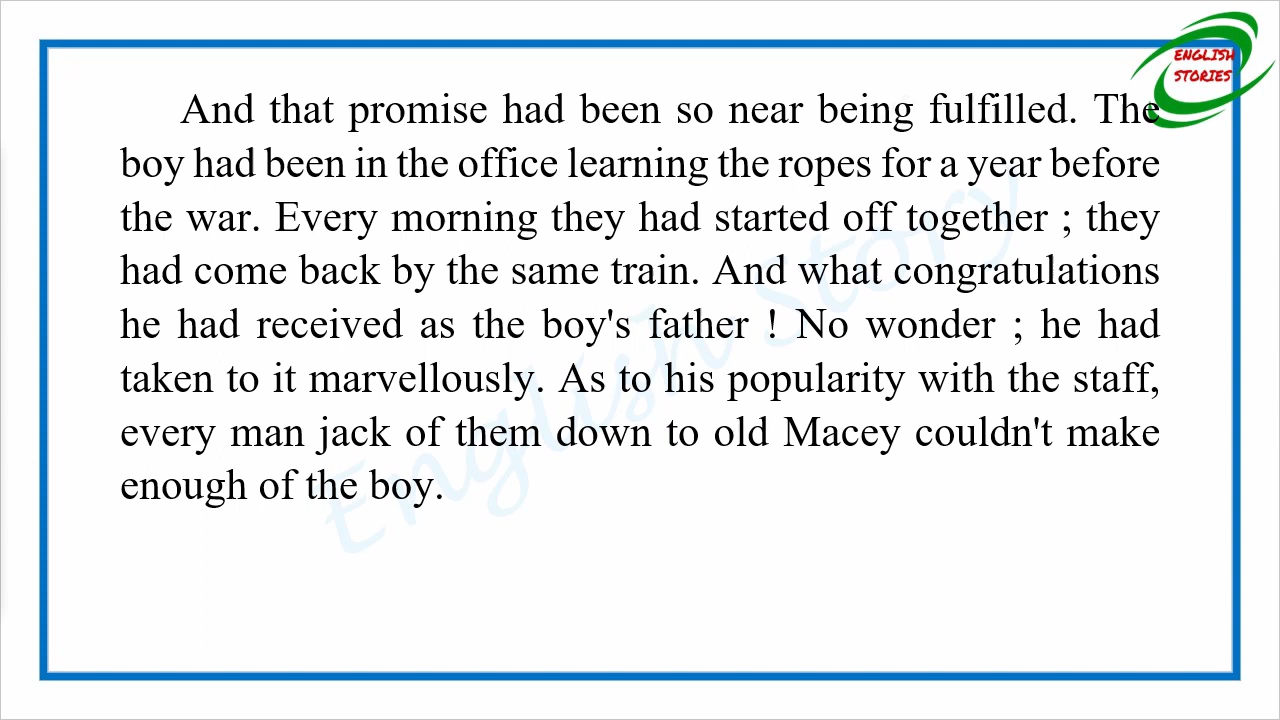 ENGLISH
STORIES
And that promise had been so near being fulfilled. The
boy had been in the office learning the ropes for a year before
the war. Every morning they had started off together ; they
had come back by the same train. And what congratulations
he had received as the boy's father ! No wonder ; he had
taken to it marvellously. As to his popularity with the staff,
every man jack of them down to old Macey couldn't make
enough of the boy.
English Story